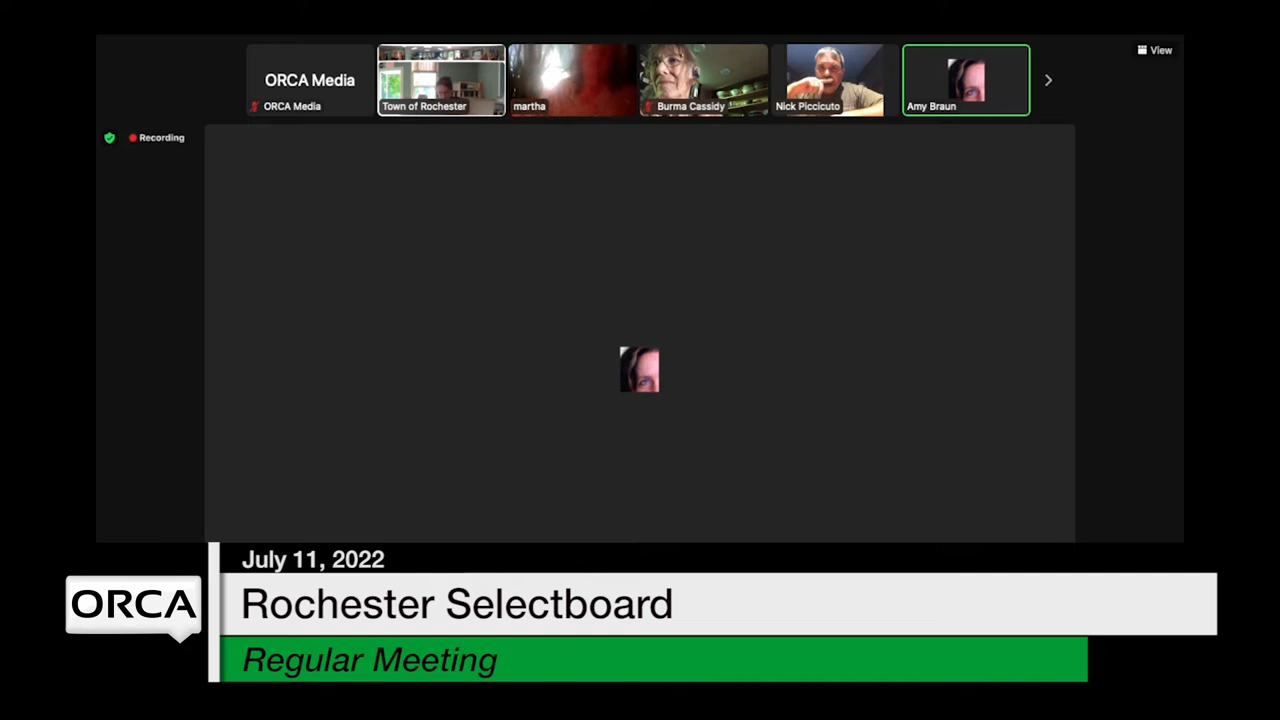 View
ORCA Media
ORCA Media
Town of Rochester
martha
Burma Cassidy
Nick Piccicuto
Amy Braun
Recording
July 11, 2022
ORCA
Rochester Selectboard
Regular Meeting